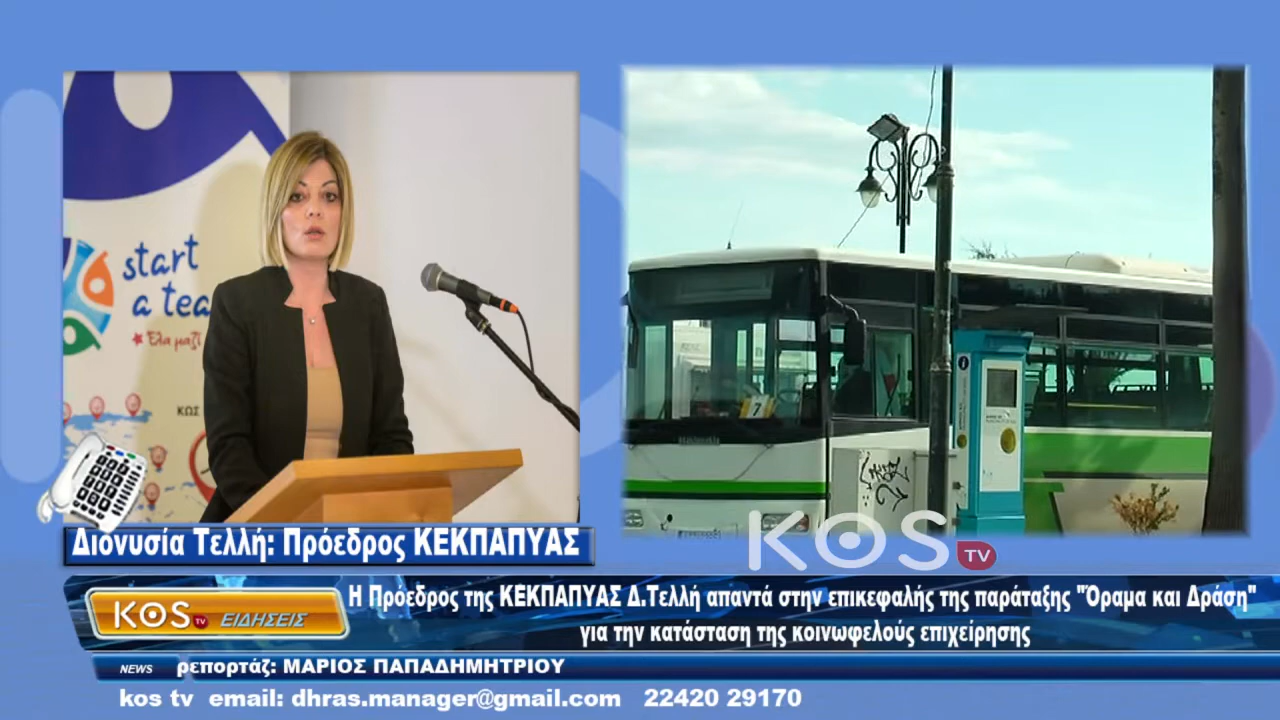 start
a tea
Έλα μαζί
ΚΩΣ
7
Διονυσία Τελλή: Πρόεδρος ΚΕΚΠΑΠΥΑΣ
KOS TV
Η Πρόεδρος της ΚΕΚΠΑΠΥΑΣ Δ.Τελλή απαντά στην επικεφαλής της παράταξης "Όραμα και Δράση"
για την κατάσταση της κοινωφελούς επιχείρησης
KOS TV ΕΙΔΗΣΕΙΣ
NEWS ρεπορτάζ: ΜΑΡΙΟΣ ΠΑΠΑΔΗΜΗΤΡΙΟΥ
kos tv email: dhras.manager@gmail.com 22420 29170